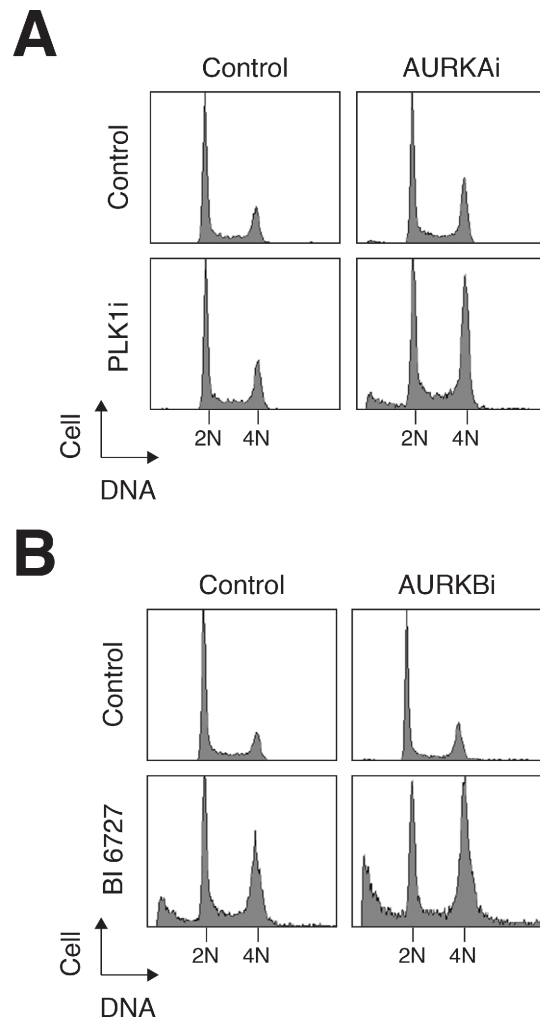 A
Control AURKAi
Control
PLK1i
Cell
2N 4N 2N 4N
DNA
B
Control AURKBi
Control
BI 6727
Cell
2N 4N 2N 4N
DNA